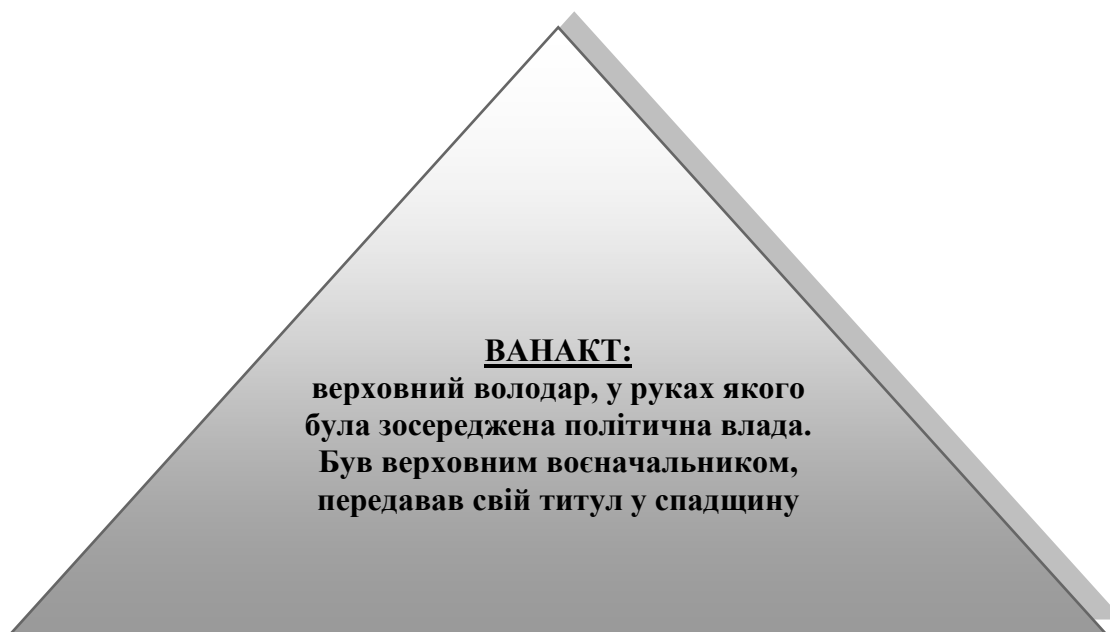 ВАНАКТ:
верховний володар, у руках якого
була зосереджена політична влада.
Був верховним воєначальником,
передавав свій титул у спадщину